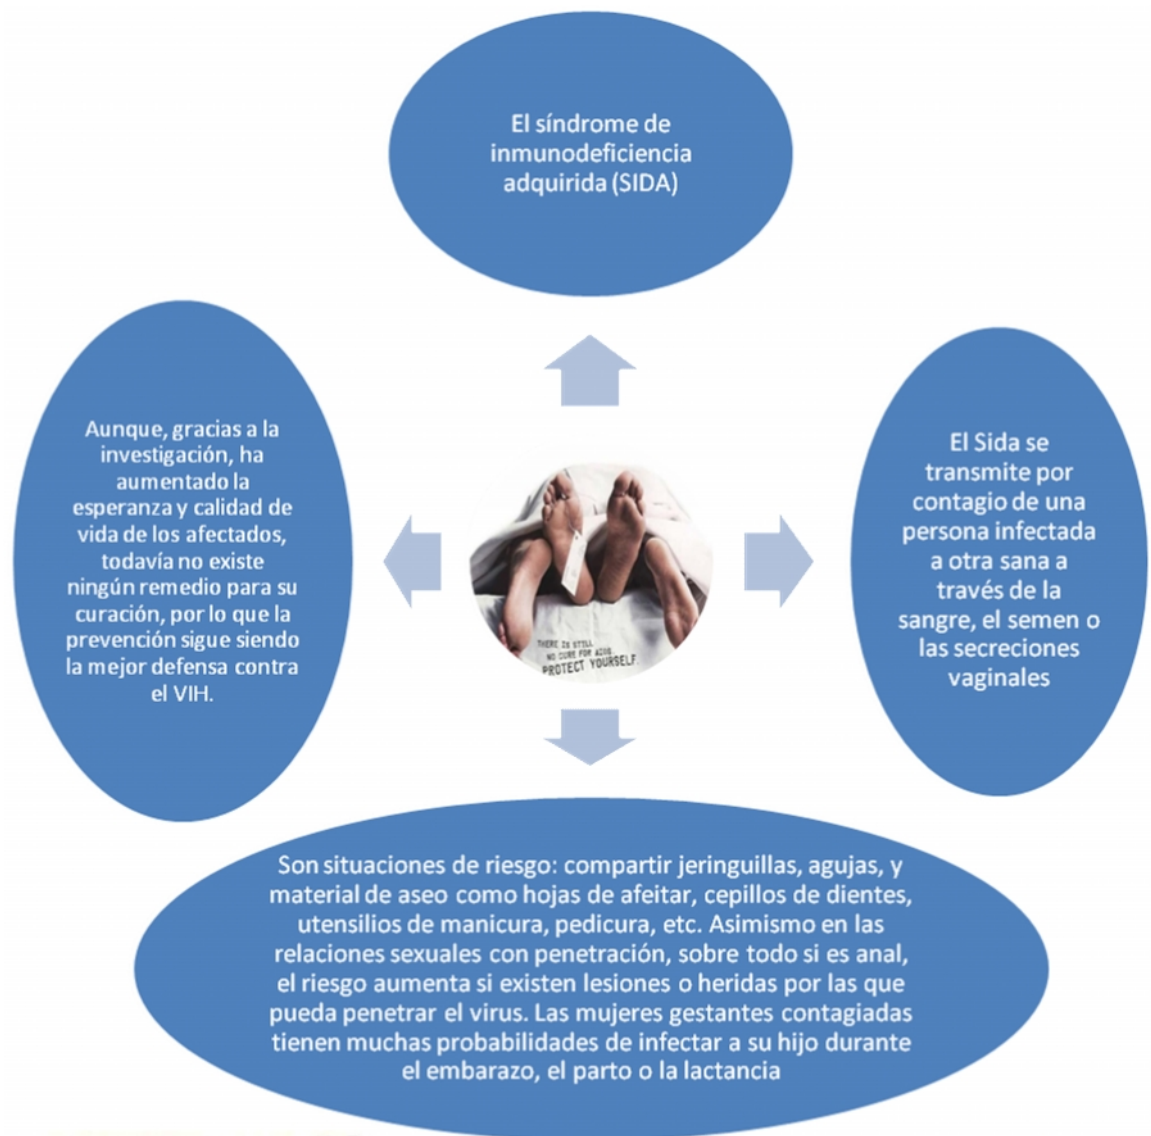 El síndrome de
inmunodeficiencia
adquirida (SIDA)
Aunque, gracias a la
investigación, ha
aumentado la
esperanza y calidad de
vida de los afectados,
todavía no existe
ningún remedio para su
curación, por lo que la
prevención sigue siendo
la mejor defensa contra
el VIH.
El Sida se
transmite por
contagio de una
persona infectada
a otra sana a
través de la
sangre, el semen o
las secreciones
vaginales
THERE IS STILL
NO CURE FOR AIDS
PROTECT YOURSELF.
Son situaciones de riesgo: compartir jeringuillas, agujas, y
material de aseo como hojas de afeitar, cepillos de dientes,
utensilios de manicura, pedicura, etc. Asimismo en las
relaciones sexuales con penetración, sobre todo si es anal,
el riesgo aumenta si existen lesiones o heridas por las que
pueda penetrar el virus. Las mujeres gestantes contagiadas
tienen muchas probabilidades de infectar a su hijo durante
el embarazo, el parto o la lactancia